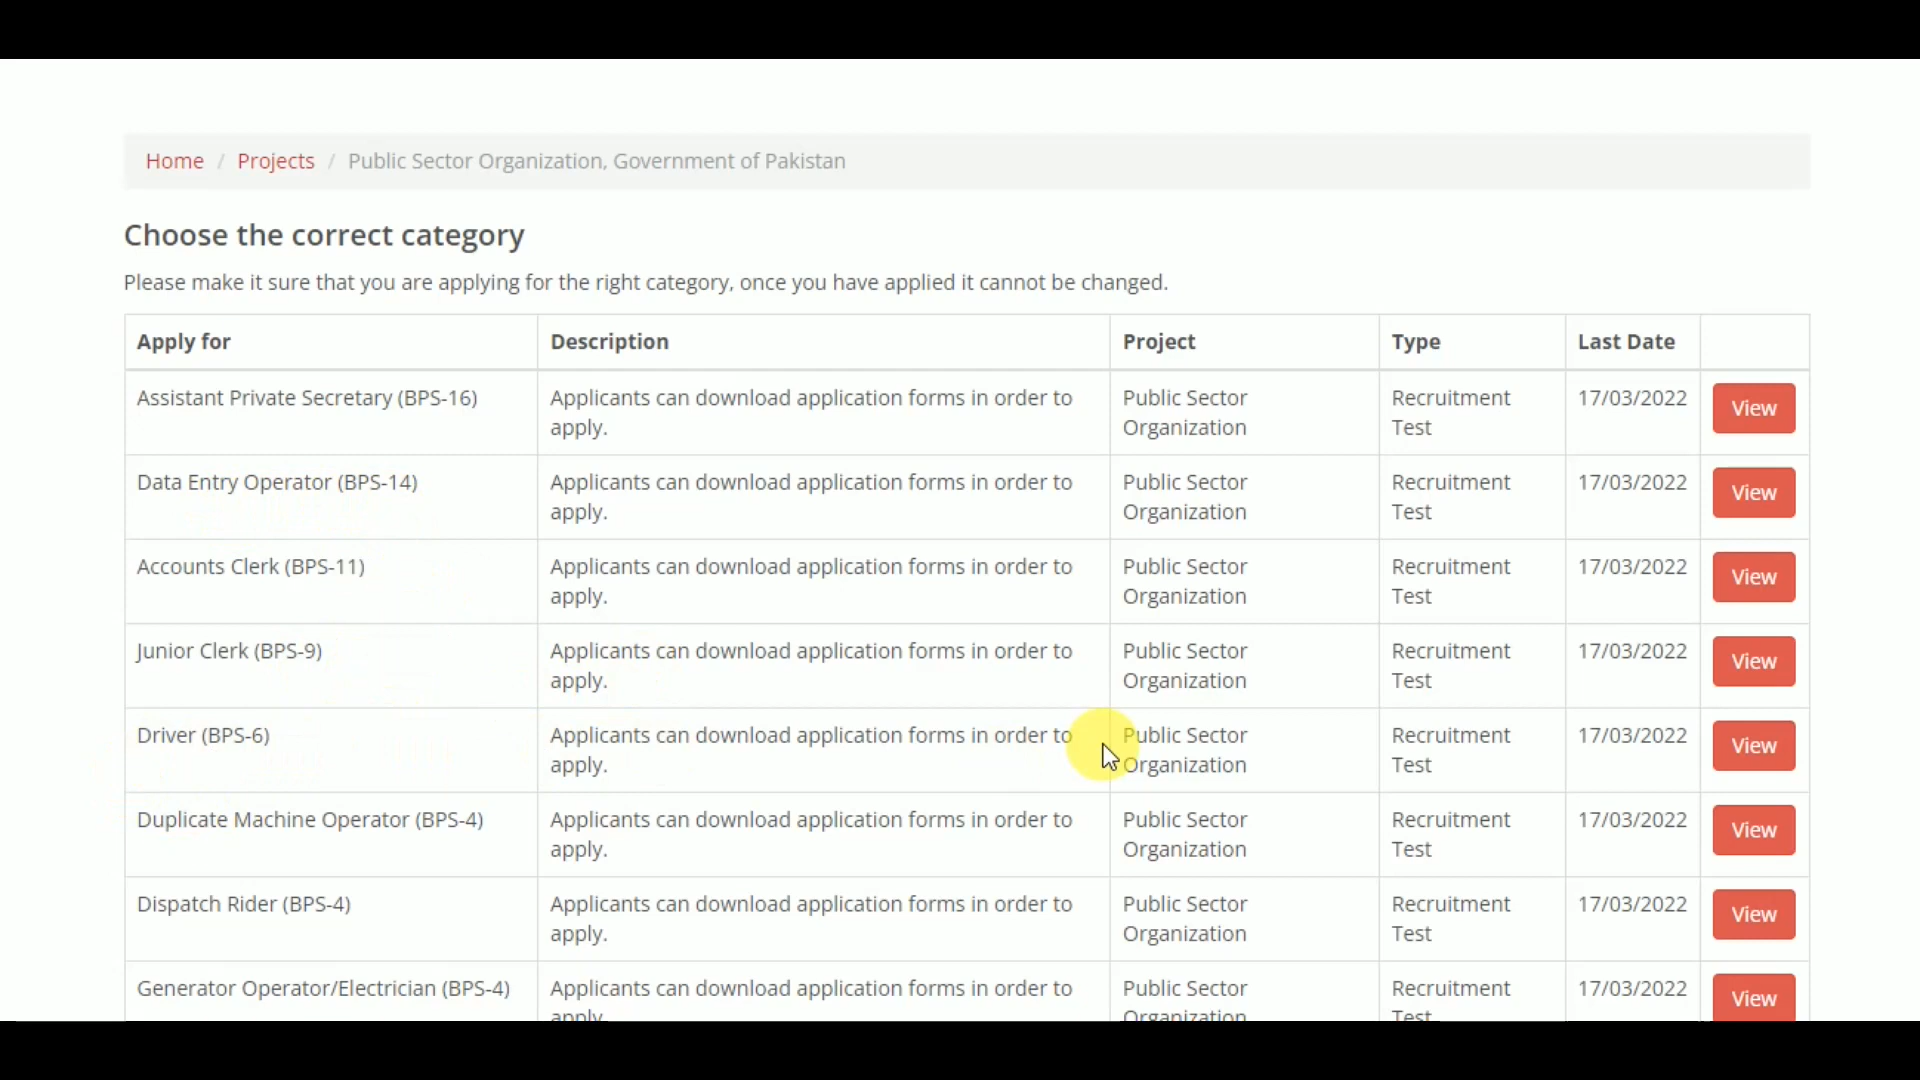 Home / Projects / Public Sector Organization, Government of Pakistan
Choose the correct category
Please make it sure that you are applying for the right category, once you have applied it cannot be changed.
Apply for Description Project Type Last Date
Assistant Private Secretary (BPS-16) Applicants can download application forms in order to Public Sector Recruitment 17/03/2022 View
apply. Organization Test
Data Entry Operator (BPS-14) Applicants can download application forms in order to Public Sector Recruitment 17/03/2022 View
apply. Organization Test
Accounts Clerk (BPS-11) Applicants can download application forms in order to Public Sector Recruitment 17/03/2022 View
apply. Organization Test
Junior Clerk (BPS-9) Applicants can download application forms in order to Public Sector Recruitment 17/03/2022 View
apply. Organization Test
Driver (BPS-6) Applicants can download application forms in order to Public Sector Recruitment 17/03/2022 View
apply. Organization Test
Duplicate Machine Operator (BPS-4) Applicants can download application forms in order to Public Sector Recruitment 17/03/2022 View
apply. Organization Test
Dispatch Rider (BPS-4) Applicants can download application forms in order to Public Sector Recruitment 17/03/2022 View
apply. Organization Test
Generator Operator/Electrician (BPS-4) Applicants can download application forms in order to Public Sector Recruitment 17/03/2022 View
apply. Organization Test